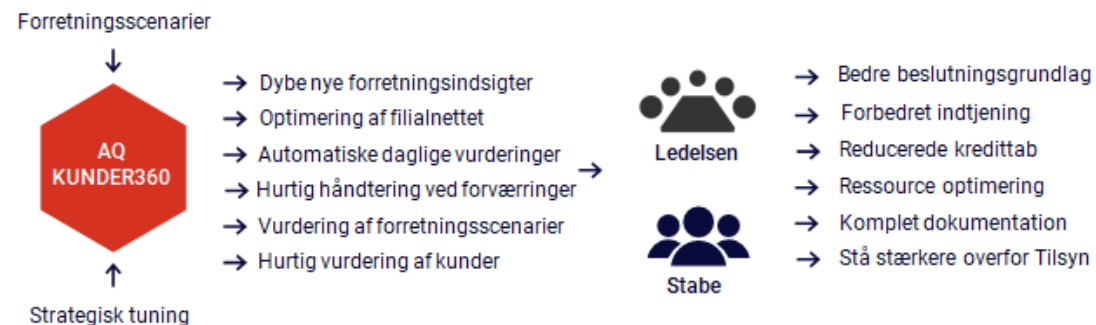 Forretningsscenarier
AQ
KUNDER360
Strategisk tuning
Dybe nye forretningsindsigter
Optimering af filialnettet
Automatiske daglige vurderinger
Hurtig håndtering ved forværringer
Vurdering af forretningsscenarier
Hurtig vurdering af kunder
Ledelsen
Stabe
Bedre beslutningsgrundlag
Forbedret indtjening
Reducerede kredittab
Ressource optimering
Komplet dokumentation
Stå stærkere overfor Tilsyn